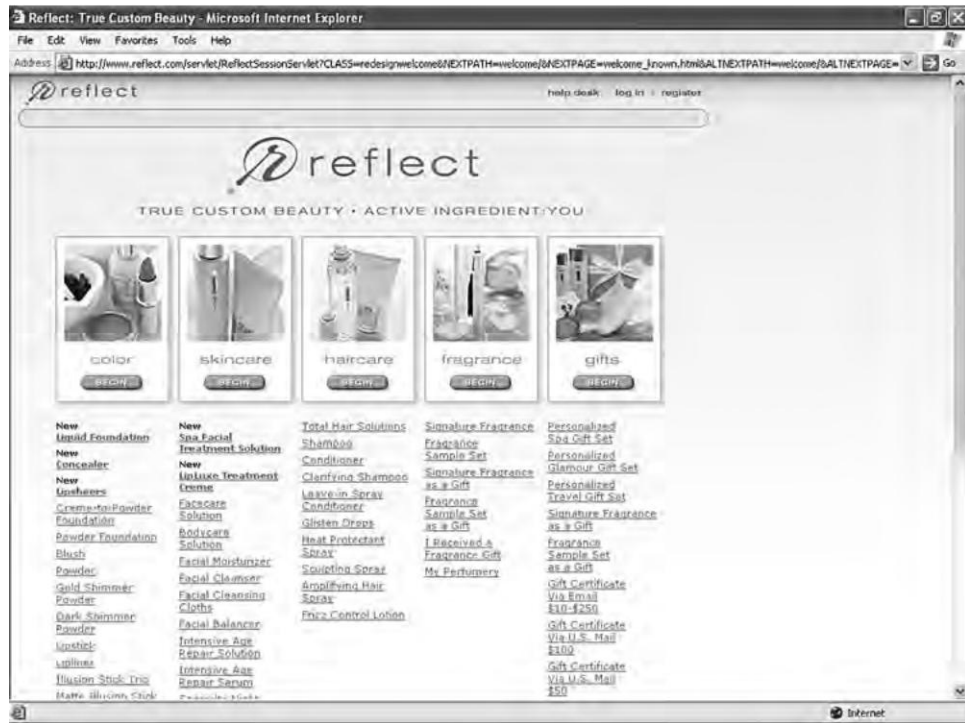 Reflect: True Custom Beauty - Microsoft Internet Explorer
File Edit View Favorites Tools Help
Address http://www.reflect.com/servlet/ReflectSessionServlet?CLASS=redesignwelcome&NEXTPATH=welcome/&NEXTPAGE=welcome_known.html&ALTNEXTPATH=welcome/&ALTNEXTPAGE= Go
reflect
help desk log in | register
reflect
TRUE CUSTOM BEAUTY • ACTIVE INGREDIENT:YOU
color skincare haircare fragrance gifts
BEGIN BEGIN BEGIN BEGIN BEGIN
New
Liquid Foundation
New
Concealer
New
Lipsheers
Creme-to-Powder
Foundation
Powder Foundation
Blush
Powder
Gold Shimmer
Powder
Dark Shimmer
Powder
Lipstick
Lipliner
Illusion Stick Trio
Matte Illusion Stick
New
Spa Facial
Treatment Solution
New
LipLuxe Treatment
Creme
Facecare
Solution
Bodycare
Solution
Facial Moisturizer
Facial Cleanser
Facial Cleansing
Cloths
Facial Balancer
Intensive Age
Repair Solution
Intensive Age
Repair Serum
Total Hair Solutions
Shampoo
Conditioner
Clarifying Shampoo
Leave-in Spray
Conditioner
Glisten Drops
Heat Protectant
Spray
Sculpting Spray
Amplifying Hair
Spray
Frizz Control Lotion
Signature Fragrance
Fragrance
Sample Set
Signature Fragrance
as a Gift
Fragrance
Sample Set
as a Gift
I Received a
Fragrance Gift
My Perfumery
Personalized
Spa Gift Set
Personalized
Glamour Gift Set
Personalized
Travel Gift Set
Signature Fragrance
as a Gift
Fragrance
Sample Set
as a Gift
Gift Certificate
Via Email
$10-$250
Gift Certificate
Via U.S. Mail
$100
Gift Certificate
Via U.S. Mail
$50
Internet